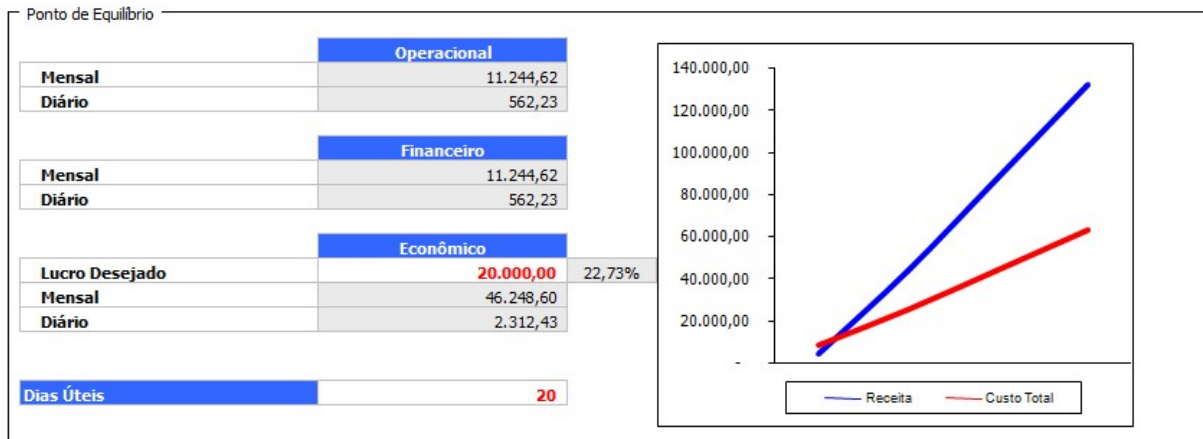 Ponto de Equilíbrio
Operacional
Mensal 11.244,62
Diário 562,23
Financeiro
Mensal 11.244,62
Diário 562,23
Econômico
Lucro Desejado 20.000,00 22,73%
Mensal 46.248,60
Diário 2.312,43
Dias Úteis 20
140.000,00
120.000,00
100.000,00
80.000,00
60.000,00
40.000,00
20.000,00
-
Receita Custo Total